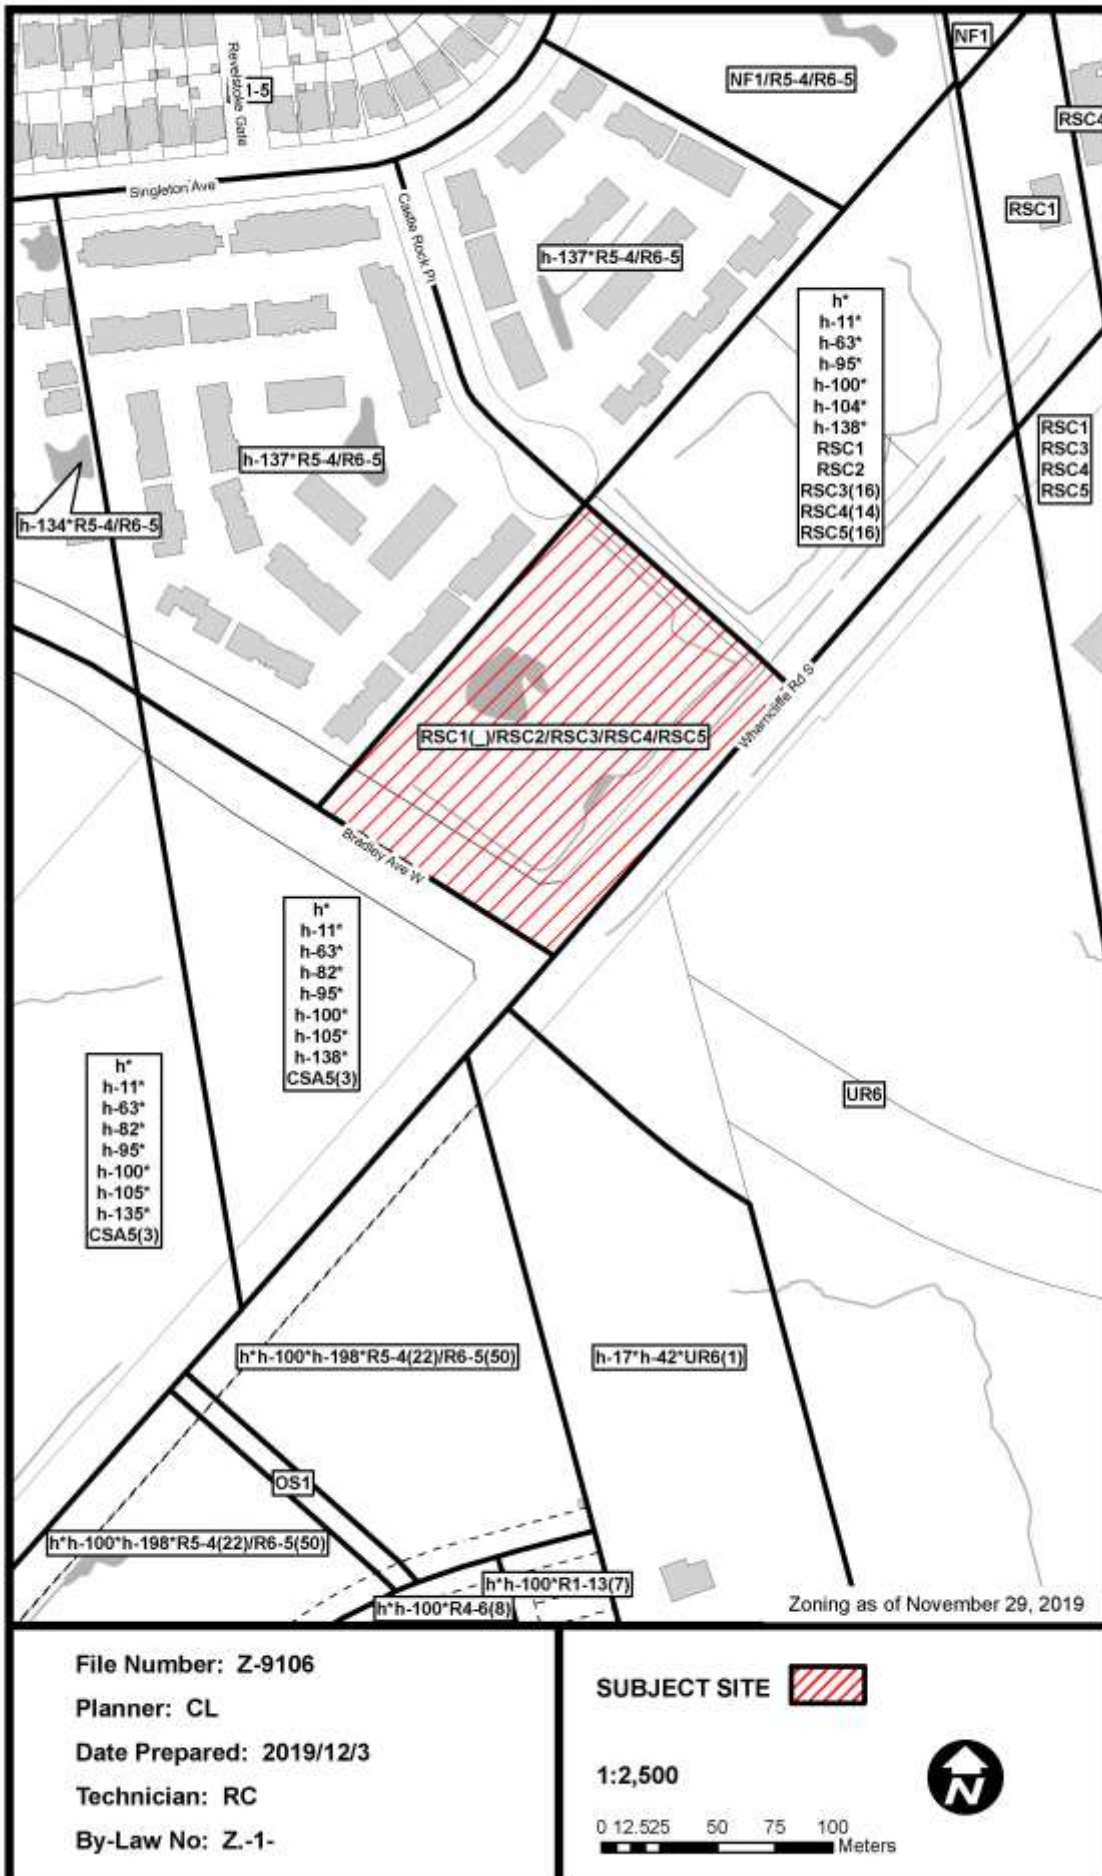 NF1
NF1/R5-4/R6-5
Revelstoke Gate
1-5
RSC4
Singleton Ave
RSC1
Castle Rock Pl
h-137*R5-4/R6-5
h*
h-11*
h-63*
h-95*
h-100*
h-104*
h-138*
RSC1
RSC2
RSC3(16)
RSC4(14)
RSC5(16)
RSC1
RSC3
RSC4
RSC5
h-137*R5-4/R6-5
h-134*R5-4/R6-5
Wharncliffe Rd S
RSC1(_)/RSC2/RSC3/RSC4/RSC5
Bradley Ave W
h*
h-11*
h-63*
h-82*
h-95*
h-100*
h-105*
h-138*
CSA5(3)
h*
h-11*
h-63*
h-82*
h-95*
h-100*
h-105*
h-135*
CSA5(3)
UR6
h*h-100*h-198*R5-4(22)/R6-5(50)
h-17*h-42*UR6(1)
OS1
h*h-100*h-198*R5-4(22)/R6-5(50)
h*h-100*R1-13(7)
h*h-100*R4-6(8)
Zoning as of November 29, 2019
File Number: Z-9106
Planner: CL
Date Prepared: 2019/12/3
Technician: RC
By-Law No: Z.-1-
SUBJECT SITE
1:2,500
N
0 12.525 50 75 100
Meters